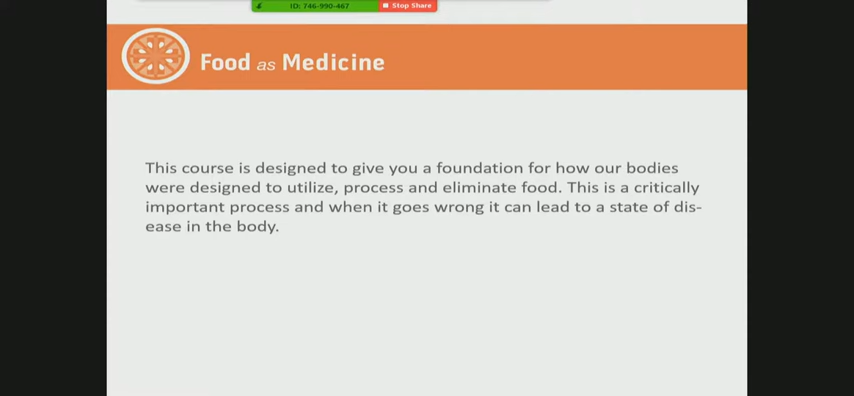 ID: 746-990-467 Stop Share
Food as Medicine
This course is designed to give you a foundation for how our bodies
were designed to utilize, process and eliminate food. This is a critically
important process and when it goes wrong it can lead to a state of dis-
ease in the body.